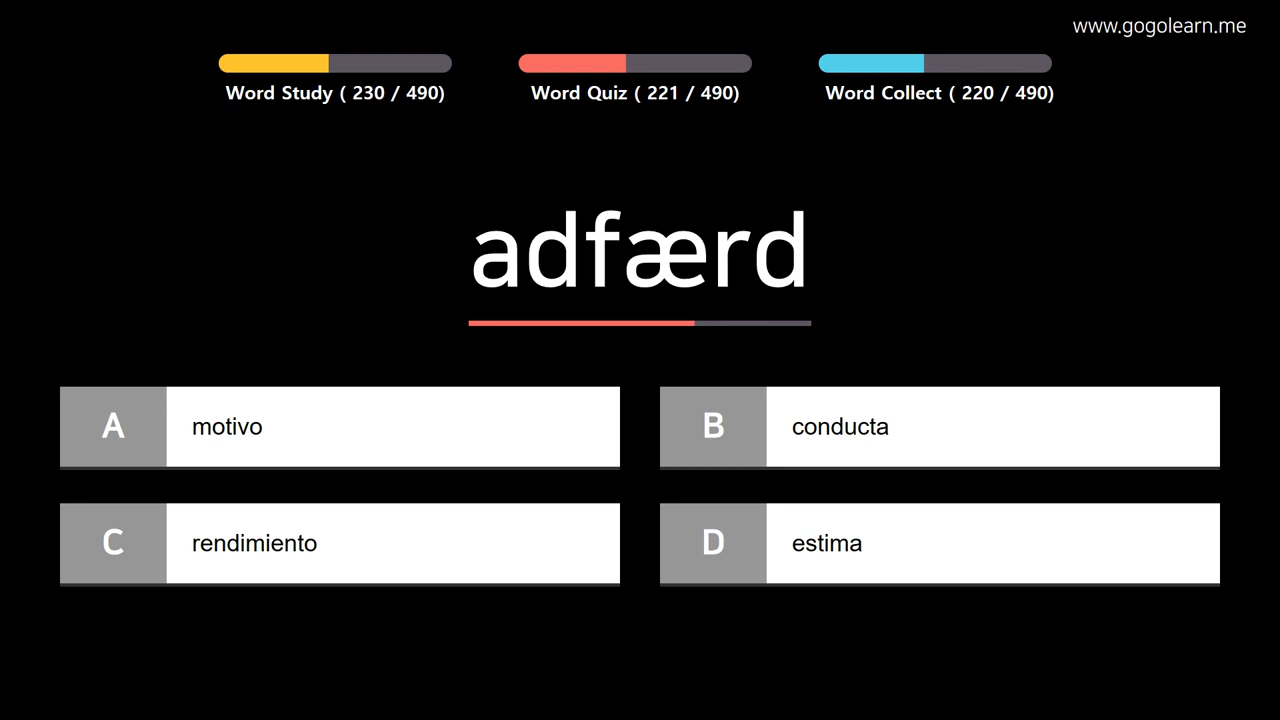 www.gogolearn.me
Word Study ( 230 / 490)
Word Quiz ( 221 / 490)
Word Collect ( 220 / 490)
adfærd
A
motivo
B
conducta
C
rendimiento
D
estima